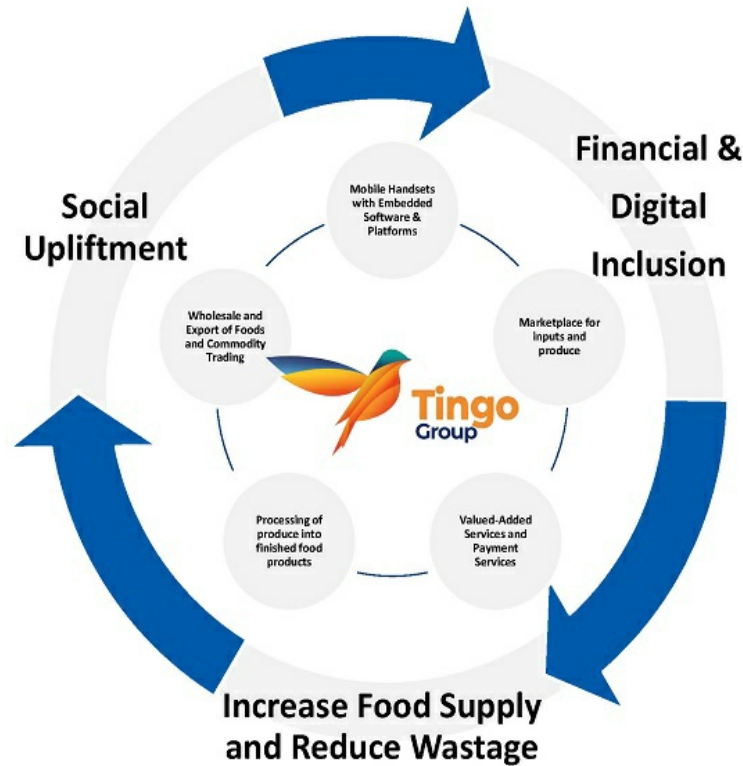 Financial &
Digital
Inclusion
Social
Upliftment
Mobile Handsets
with Embedded
Software &
Platforms
Wholesale and
Export of Foods
and Commodity
Trading
Marketplace for
inputs and
produce
Tingo
Group
Processing of
produce into
finished food
products
Valued-Added
Services and
Payment
Services
Increase Food Supply
and Reduce Wastage